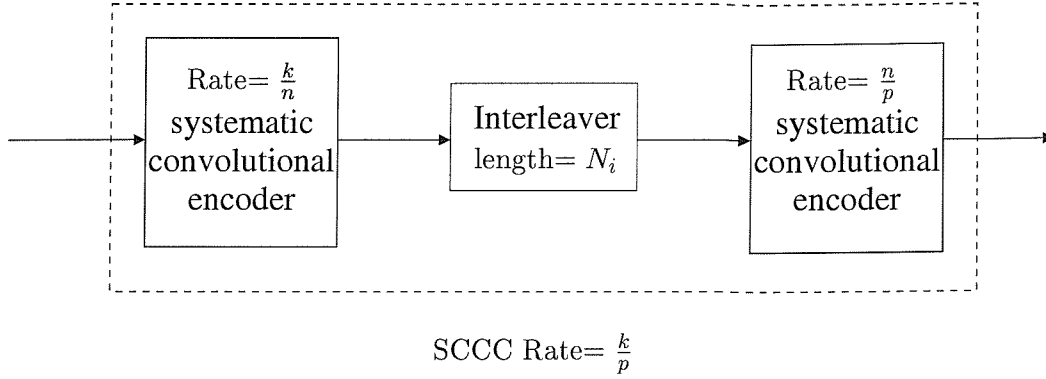 Rate= k/n
systematic
convolutional
encoder
Interleaver
length= N_i
Rate= n/p
systematic
convolutional
encoder
SCCC Rate= k/p